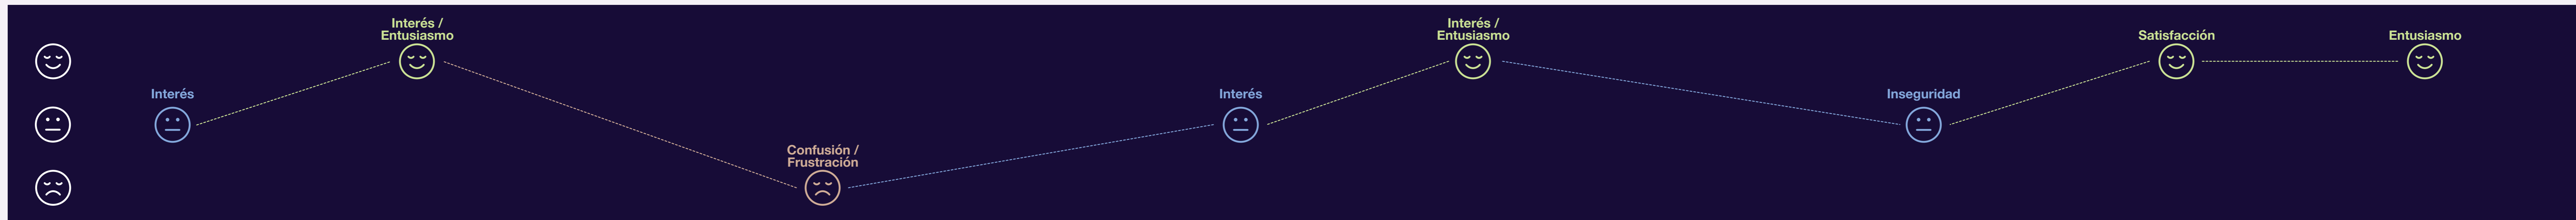 Interés
Interés /
Entusiasmo
Confusión /
Frustración
Interés
Interés /
Entusiasmo
Inseguridad
Satisfacción
Entusiasmo